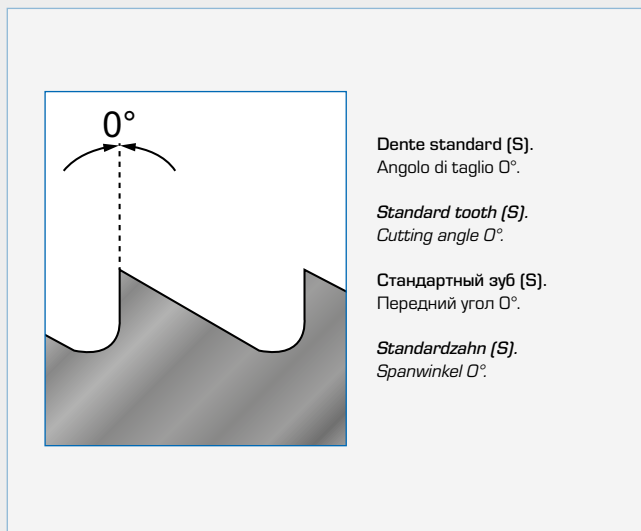 0°
Dente standard (S).
Angolo di taglio 0°.
Standard tooth (S).
Cutting angle 0°.
Стандартный зуб (S).
Передний угол 0°.
Standardzahn (S).
Spanwinkel 0°.